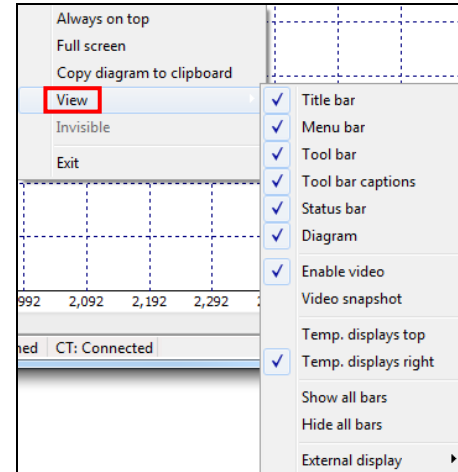 Always on top
Full screen
Copy diagram to clipboard
View
Invisible
Exit
Title bar
Menu bar
Tool bar
Tool bar captions
Status bar
Diagram
Enable video
Video snapshot
Temp. displays top
Temp. displays right
Show all bars
Hide all bars
External display
992 2,092 2,192 2,292
CT: Connected